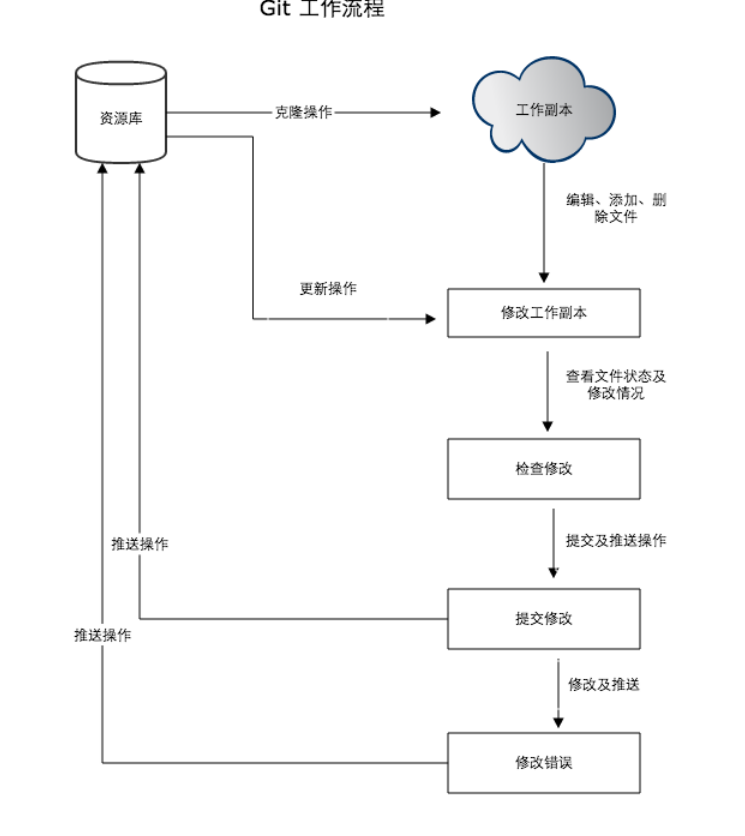 Git 工作流程
资源库
克隆操作
工作副本
编辑、添加、删
除文件
更新操作
修改工作副本
查看文件状态及
修改情况
检查修改
推送操作
提交及推送操作
提交修改
推送操作
修改及推送
修改错误